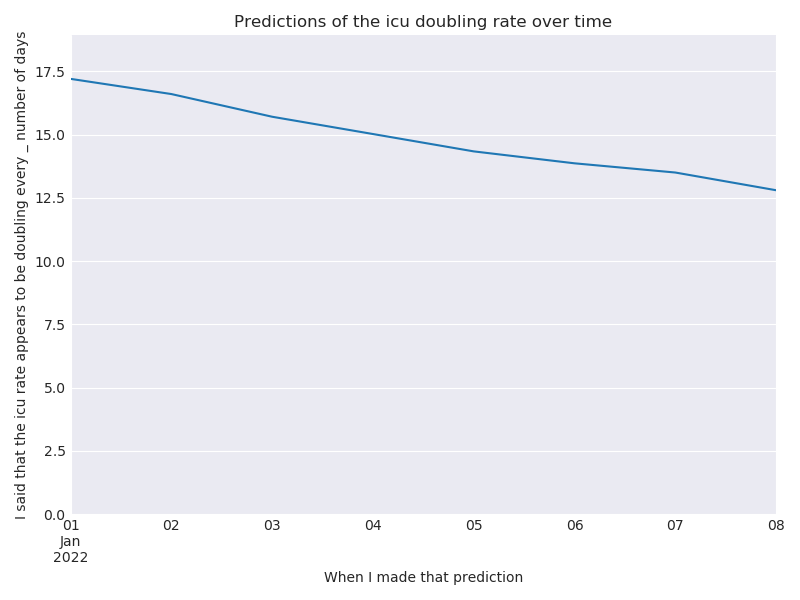 Predictions of the icu doubling rate over time
I said that the icu rate appears to be doubling every _ number of days
17.5
15.0
12.5
10.0
7.5
5.0
2.5
0.0
01 02 03 04 05 06 07 08
Jan
2022
When I made that prediction